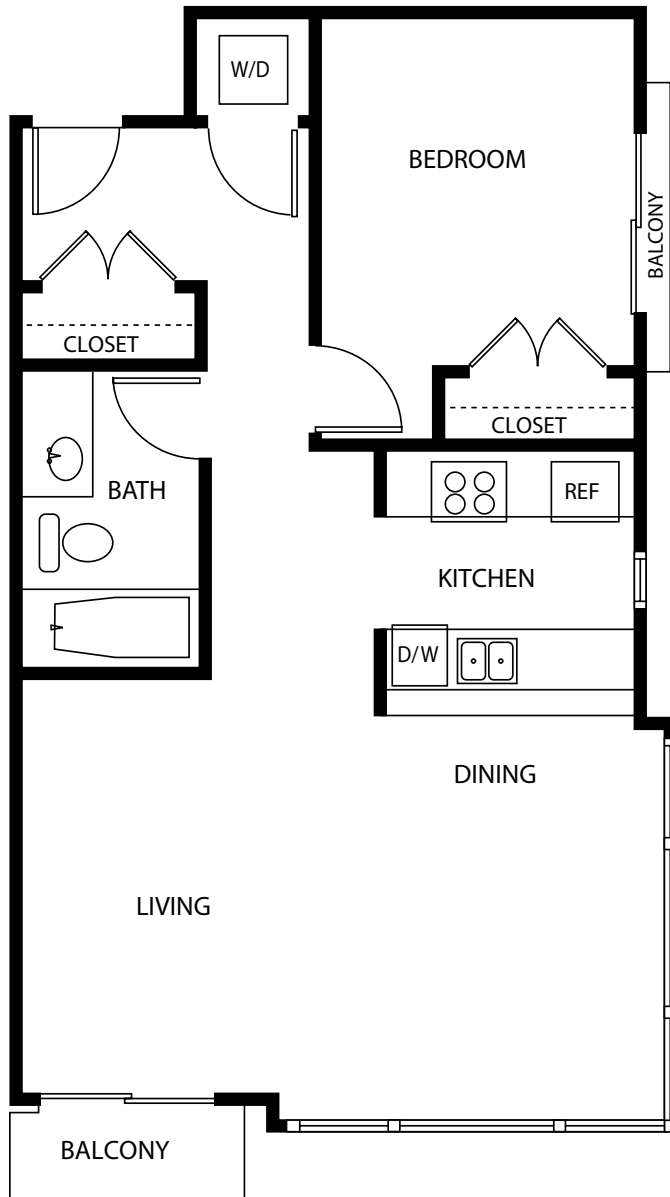 W/D
BEDROOM
BALCONY
CLOSET
CLOSET
BATH
REF
KITCHEN
D/W
DINING
LIVING
BALCONY